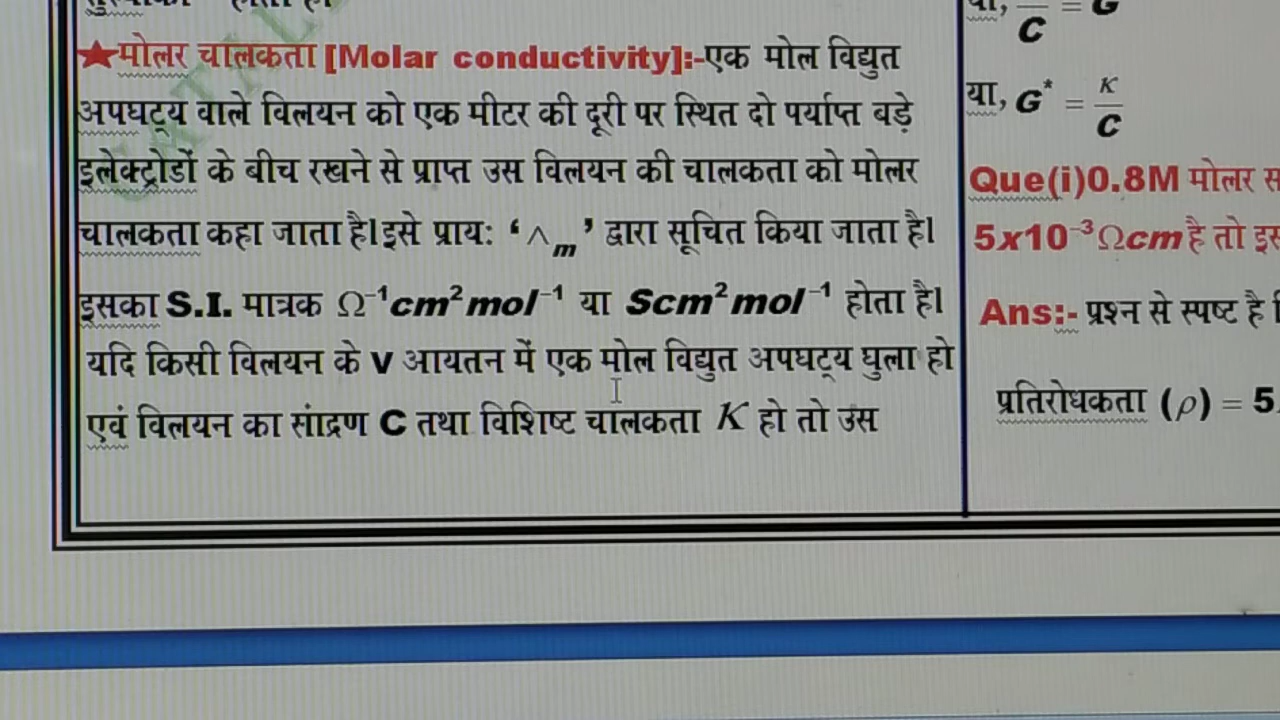 ★मोलर चालकता [Molar conductivity]:-एक मोल विद्युत
अपघट्य वाले विलयन को एक मीटर की दूरी पर स्थित दो पर्याप्त बड़े
इलेक्ट्रोडों के बीच रखने से प्राप्त उस विलयन की चालकता को मोलर
चालकता कहा जाता है।इसे प्राय: ‘∧m’ द्वारा सूचित किया जाता है।
इसका S.I. मात्रक Ω⁻¹cm²mol⁻¹ या Scm²mol⁻¹ होता है।
यदि किसी विलयन के V आयतन में एक मोल विद्युत अपघट्य घुला हो
एवं विलयन का सांद्रण C तथा विशिष्ट चालकता K हो तो उस
C = G
या, G* = K/C
Que(i)0.8M मोलर
5x10⁻³Ωcm है तो
Ans:- प्रश्न से स्पष्ट है
प्रतिरोधकता (ρ) = 5